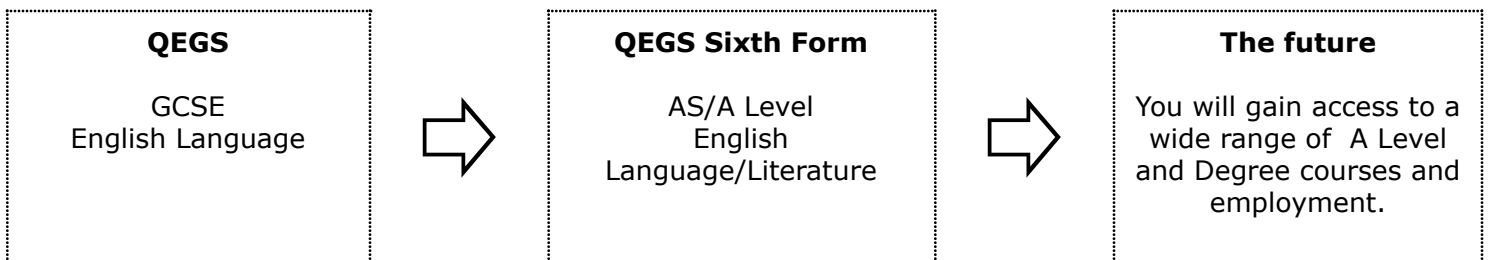 QEGS
GCSE
English Language
QEGS Sixth Form
AS/A Level
English
Language/Literature
The future
You will gain access to a
wide range of  A Level
and Degree courses and
employment.